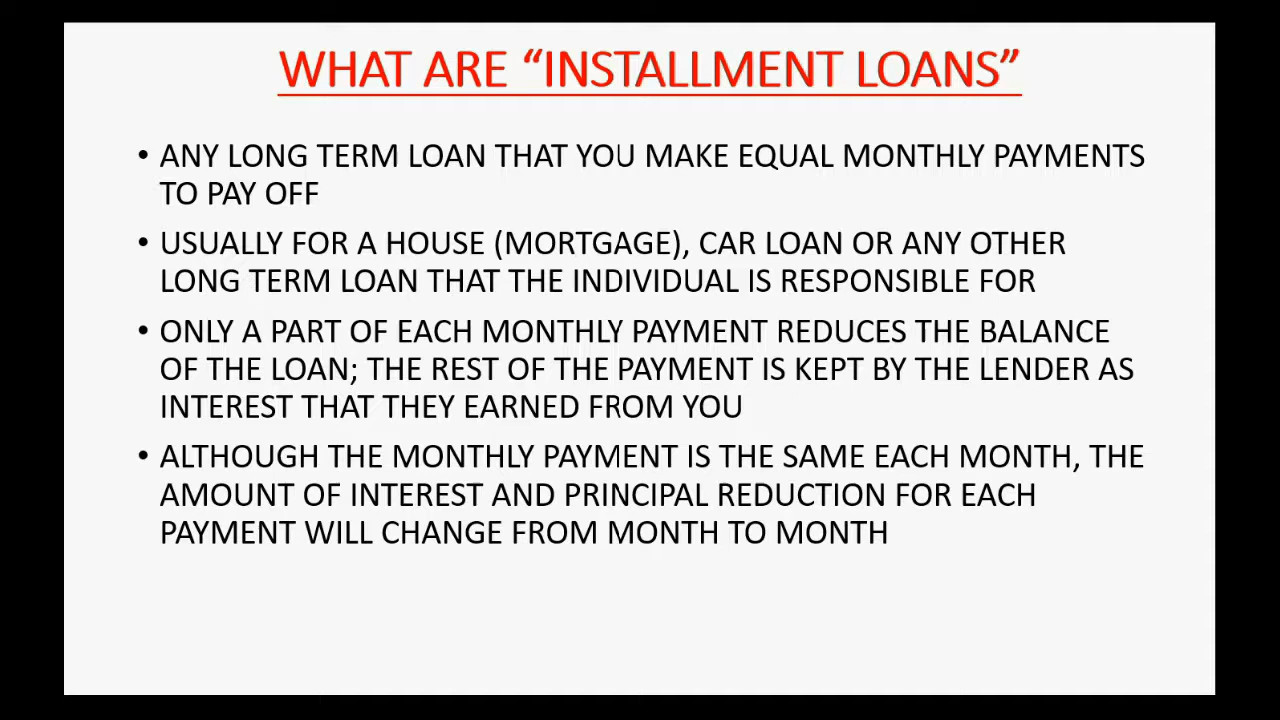 WHAT ARE “INSTALLMENT LOANS”
• ANY LONG TERM LOAN THAT YOU MAKE EQUAL MONTHLY PAYMENTS
TO PAY OFF
• USUALLY FOR A HOUSE (MORTGAGE), CAR LOAN OR ANY OTHER
LONG TERM LOAN THAT THE INDIVIDUAL IS RESPONSIBLE FOR
• ONLY A PART OF EACH MONTHLY PAYMENT REDUCES THE BALANCE
OF THE LOAN; THE REST OF THE PAYMENT IS KEPT BY THE LENDER AS
INTEREST THAT THEY EARNED FROM YOU
• ALTHOUGH THE MONTHLY PAYMENT IS THE SAME EACH MONTH, THE
AMOUNT OF INTEREST AND PRINCIPAL REDUCTION FOR EACH
PAYMENT WILL CHANGE FROM MONTH TO MONTH